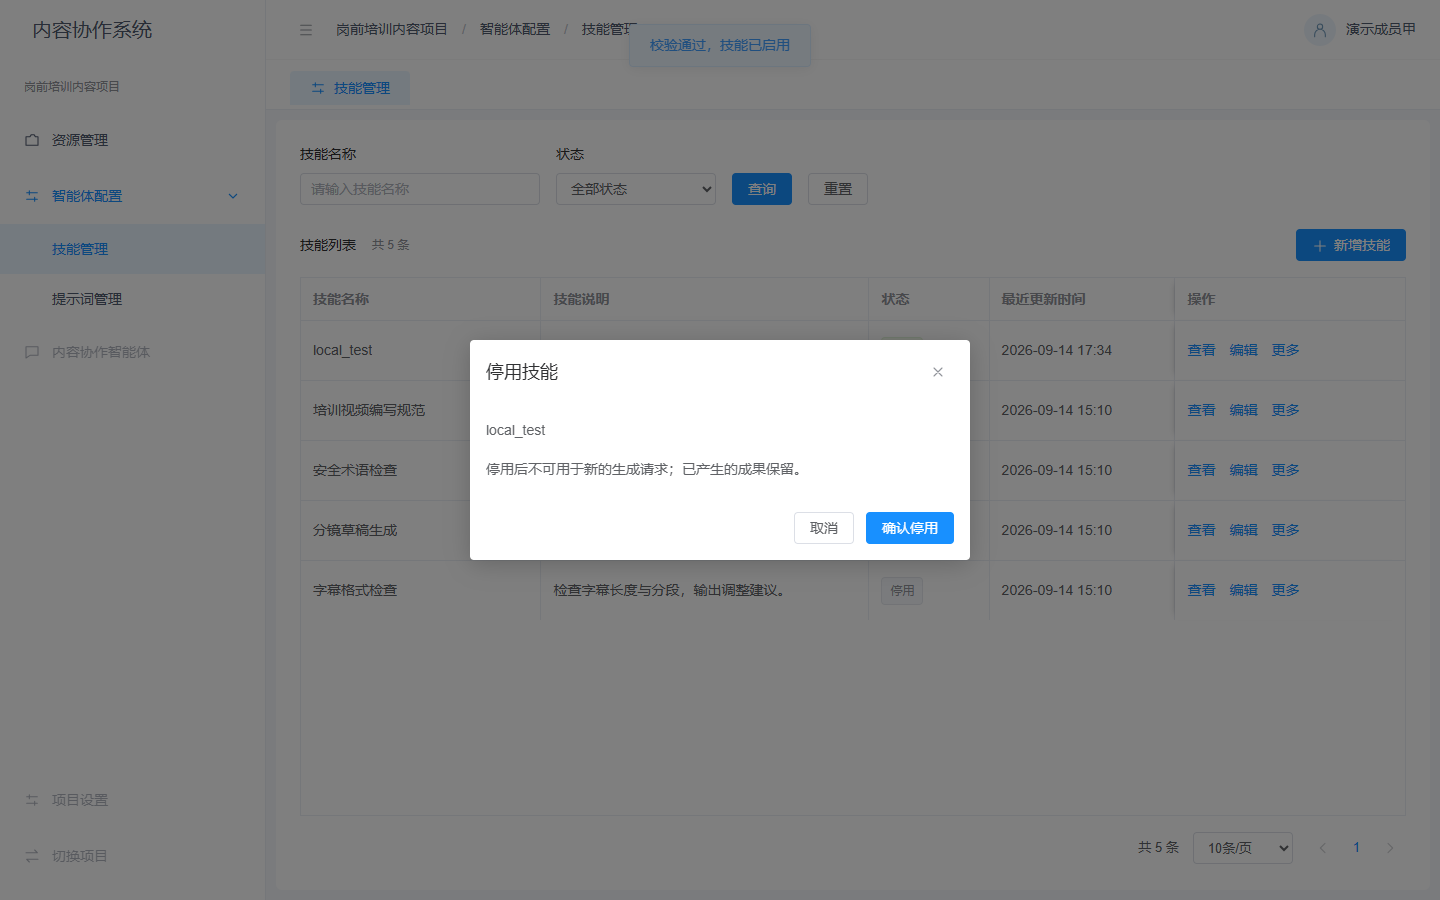 内容协作系统
岗前培训内容项目 / 智能体配置 / 技能管理
校验通过，技能已启用
演示成员甲
岗前培训内容项目
技能管理
资源管理
智能体配置
技能管理
提示词管理
内容协作智能体
项目设置
切换项目
技能名称 状态
请输入技能名称 全部状态 查询 重置
技能列表 共 5 条 新增技能
技能名称 技能说明 状态 最近更新时间 操作
local_test 2026-09-14 17:34 查看 编辑 更多
培训视频编写规范 2026-09-14 15:10 查看 编辑 更多
安全术语检查 2026-09-14 15:10 查看 编辑 更多
分镜草稿生成 2026-09-14 15:10 查看 编辑 更多
字幕格式检查 检查字幕长度与分段，输出调整建议。 停用 2026-09-14 15:10 查看 编辑 更多
停用技能
local_test
停用后不可用于新的生成请求；已产生的成果保留。
取消 确认停用
共 5 条 10条/页 1